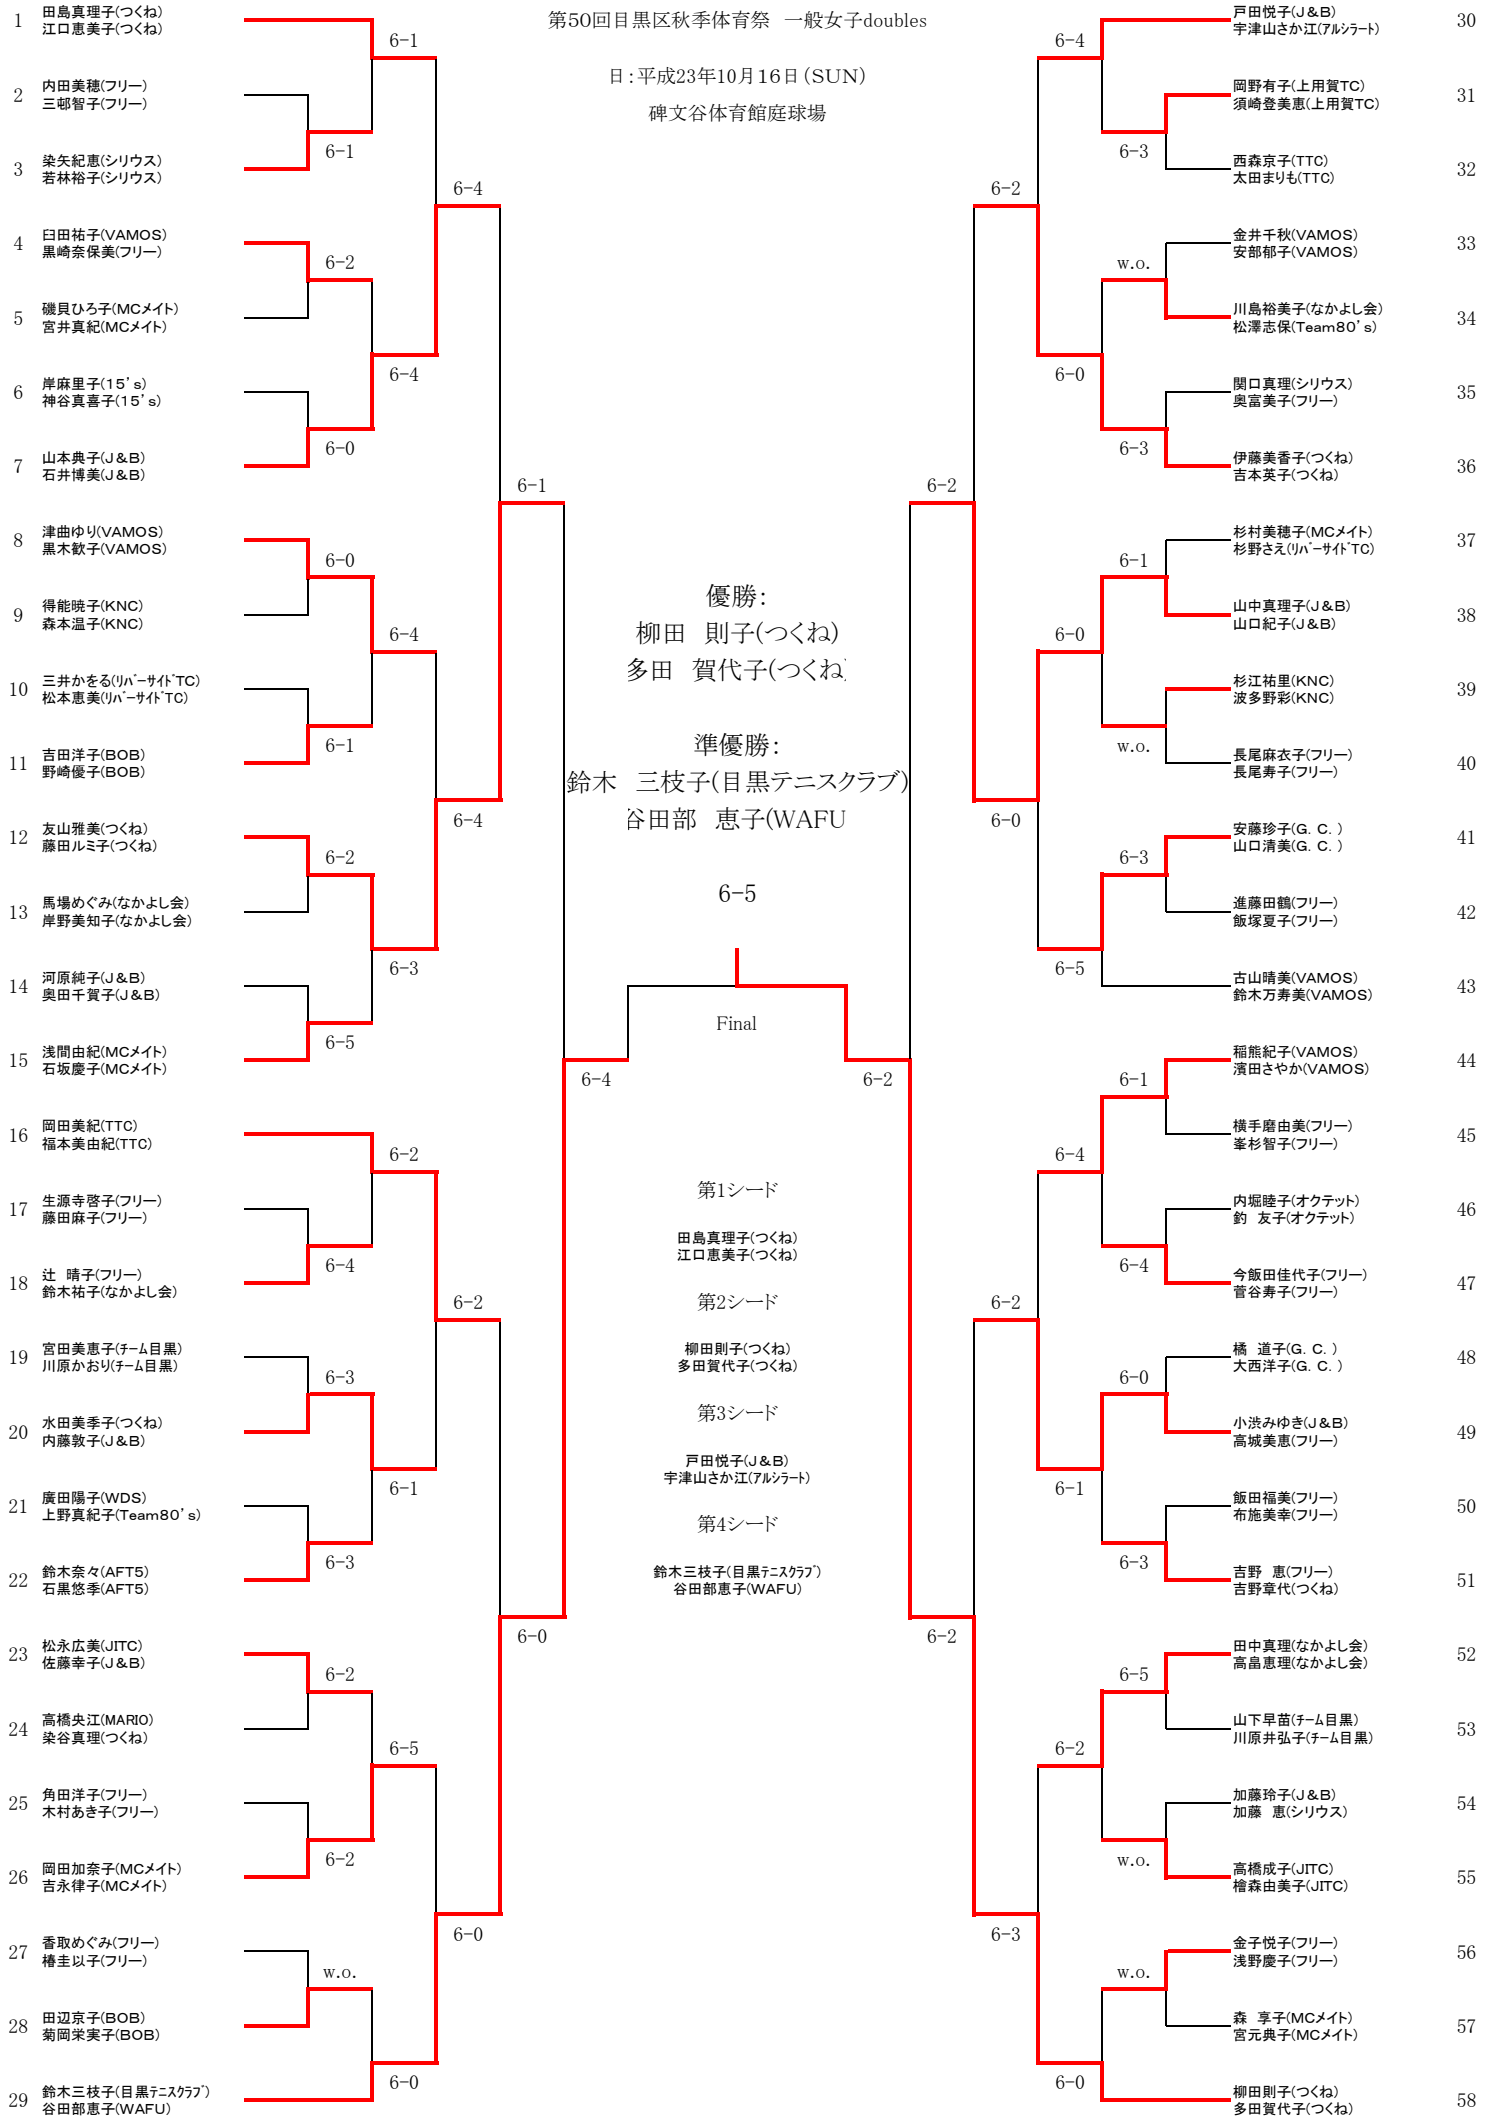 第50回目黒区秋季体育祭　一般女子doubles
日：平成23年10月16日（SUN）
碑文谷体育館庭球場
1
田島真理子(つくね)
江口恵美子(つくね)
6-1
2
内田美穂(フリー)
三邨智子(フリー)
6-1
3
染矢紀恵(シリウス)
若林裕子(シリウス)
6-4
4
臼田祐子(VAMOS)
黒崎奈保美(フリー)
6-2
5
磯貝ひろ子(MCメイト)
宮井真紀(MCメイト)
6-4
6
岸麻里子(15’s)
神谷真喜子(15’s)
6-0
7
山本典子(J＆B)
石井博美(J＆B)
6-1
8
津曲ゆり(VAMOS)
黒木歓子(VAMOS)
6-0
9
得能暁子(KNC)
森本温子(KNC)
6-4
10
三井かをる(ﾘﾊﾞｰｻｲﾄﾞTC)
松本恵美(ﾘﾊﾞｰｻｲﾄﾞTC)
6-1
11
吉田洋子(BOB)
野崎優子(BOB)
6-4
12
友山雅美(つくね)
藤田ルミ子(つくね)
6-2
13
馬場めぐみ(なかよし会)
岸野美知子(なかよし会)
6-3
14
河原純子(J＆B)
奥田千賀子(J＆B)
6-5
15
浅間由紀(MCメイト)
石坂慶子(MCメイト)
6-4
16
岡田美紀(TTC)
福本美由紀(TTC)
6-2
17
生源寺啓子(フリー)
藤田麻子(フリー)
6-4
18
辻　晴子(フリー)
鈴木祐子(なかよし会)
6-2
19
宮田美恵子(ﾁｰﾑ目黒)
川原かおり(ﾁｰﾑ目黒)
6-3
20
水田美季子(つくね)
内藤敦子(J＆B)
6-1
21
廣田陽子(WDS)
上野真紀子(Team80’s)
6-3
22
鈴木奈々(AFT5)
石黒悠季(AFT5)
6-0
23
松永広美(JITC)
佐藤幸子(J＆B)
6-2
24
高橋央江(MARIO)
染谷真理(つくね)
6-5
25
角田洋子(フリー)
木村あき子(フリー)
6-2
26
岡田加奈子(MCメイト)
吉永律子(MCメイト)
6-0
27
香取めぐみ(フリー)
椿圭以子(フリー)
w.o.
28
田辺京子(BOB)
菊岡栄実子(BOB)
6-0
29
鈴木三枝子(目黒ﾃﾆｽｸﾗﾌﾞ)
谷田部恵子(WAFU)
優勝：
柳田　則子(つくね)
多田　賀代子(つくね)
準優勝：
鈴木　三枝子(目黒テニスクラブ)
谷田部　恵子(WAFU
6-5
Final
第1シード
田島真理子(つくね)
江口恵美子(つくね)
第2シード
柳田則子(つくね)
多田賀代子(つくね)
第3シード
戸田悦子(J＆B)
宇津山さか江(ｱﾙｼﾗｰﾄ)
第4シード
鈴木三枝子(目黒ﾃﾆｽｸﾗﾌﾞ)
谷田部恵子(WAFU)
戸田悦子(J＆B)
宇津山さか江(ｱﾙｼﾗｰﾄ)
30
6-4
岡野有子(上用賀TC)
須崎登美恵(上用賀TC)
31
6-3
西森京子(TTC)
太田まりも(TTC)
32
6-2
金井千秋(VAMOS)
安部郁子(VAMOS)
33
w.o.
川島裕美子(なかよし会)
松澤志保(Team80’s)
34
6-0
関口真理(シリウス)
奥富美子(フリー)
35
6-3
伊藤美香子(つくね)
吉本英子(つくね)
36
6-2
杉村美穂子(MCメイト)
杉野さえ(ﾘﾊﾞｰｻｲﾄﾞTC)
37
6-1
山中真理子(J＆B)
山口紀子(J＆B)
38
6-0
杉江祐里(KNC)
波多野彩(KNC)
39
w.o.
長尾麻衣子(フリー)
長尾寿子(フリー)
40
6-0
安藤珍子(G．C．)
山口清美(G．C．)
41
6-3
進藤田鶴(フリー)
飯塚夏子(フリー)
42
6-5
古山晴美(VAMOS)
鈴木万寿美(VAMOS)
43
6-2
稲熊紀子(VAMOS)
濱田さやか(VAMOS)
44
6-1
横手磨由美(フリー)
峯杉智子(フリー)
45
6-4
内堀睦子(オクテット)
釣　友子(オクテット)
46
6-4
今飯田佳代子(フリー)
菅谷寿子(フリー)
47
6-2
橘　道子(G．C．)
大西洋子(G．C．)
48
6-0
小渋みゆき(J＆B)
高城美恵(フリー)
49
6-1
飯田福美(フリー)
布施美幸(フリー)
50
6-3
吉野　恵(フリー)
吉野章代(つくね)
51
6-2
田中真理(なかよし会)
高畠恵理(なかよし会)
52
6-5
山下早苗(ﾁｰﾑ目黒)
川原井弘子(ﾁｰﾑ目黒)
53
6-2
加藤玲子(J＆B)
加藤　恵(シリウス)
54
w.o.
高橋成子(JITC)
檜森由美子(JITC)
55
6-3
金子悦子(フリー)
浅野慶子(フリー)
56
w.o.
森　享子(MCメイト)
宮元典子(MCメイト)
57
6-0
柳田則子(つくね)
多田賀代子(つくね)
58